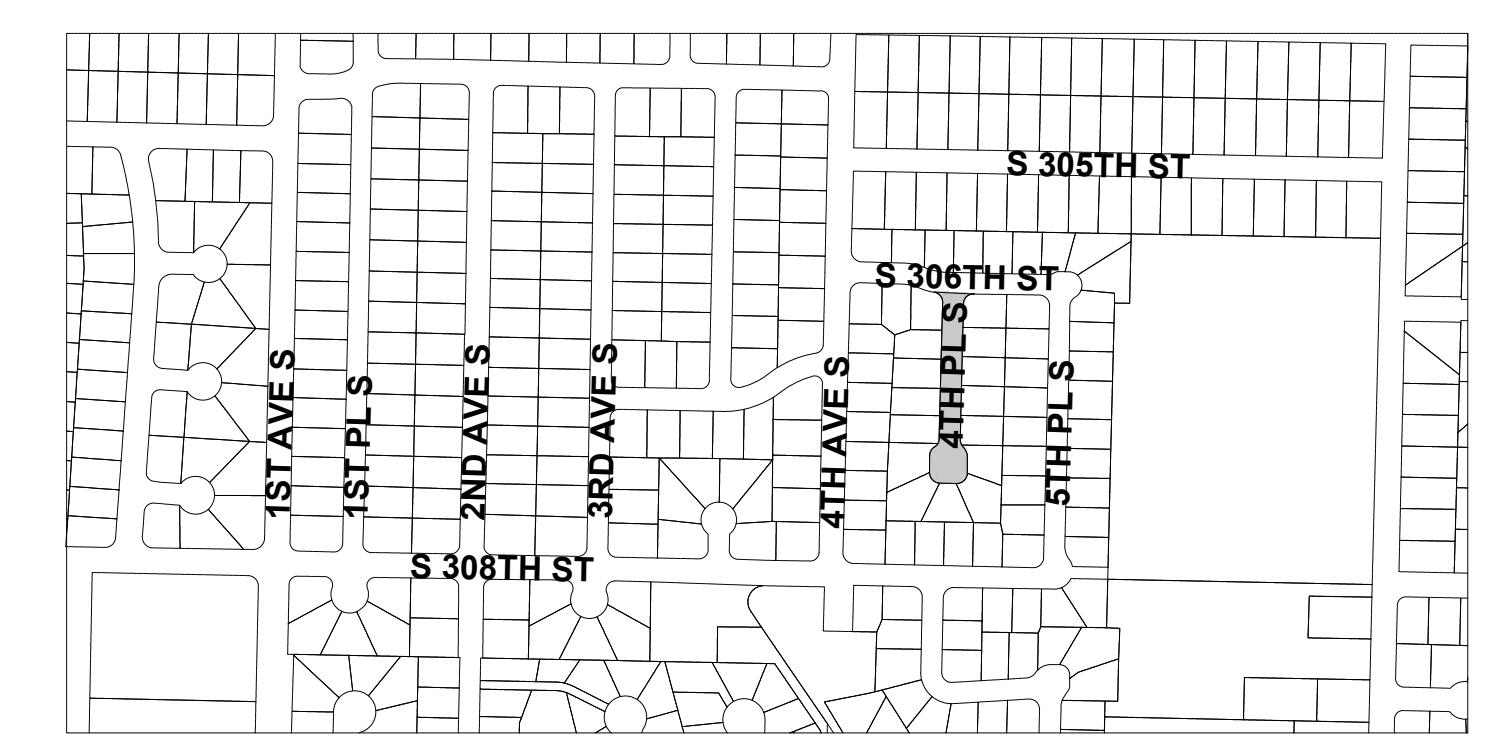 S 305TH ST
S 306TH ST
4TH PL S
1ST AVE S
1ST PL S
2ND AVE S
3RD AVE S
4TH AVE S
5TH PL S
S 308TH ST